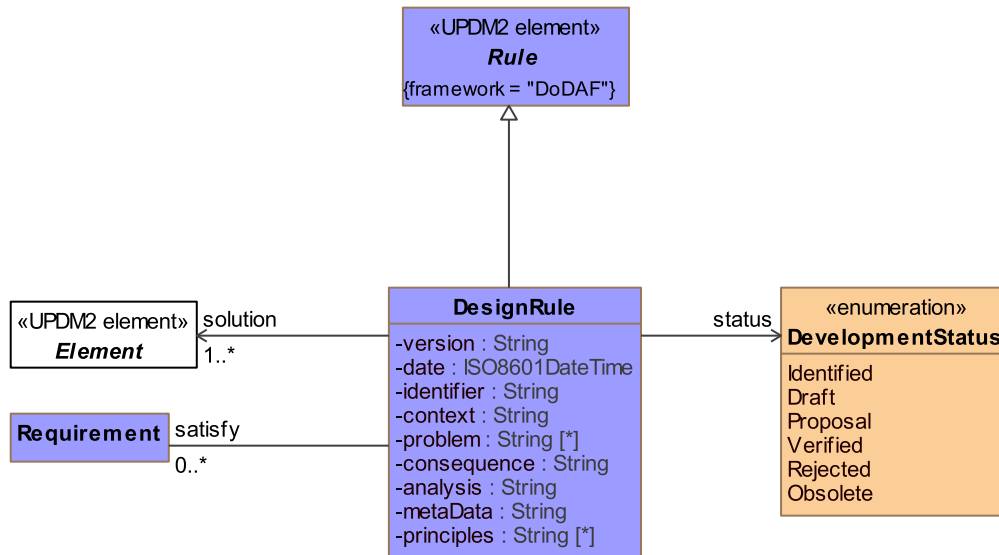 «UPDM2 element»
Rule
{framework = "DoDAF"}
«UPDM2 element»
Element
solution
1..*
Requirement
satisfy
0..*
DesignRule
-version : String
-date : ISO8601DateTime
-identifier : String
-context : String
-problem : String [*]
-consequence : String
-analysis : String
-metaData : String
-principles : String [*]
status
«enumeration»
DevelopmentStatus
Identified
Draft
Proposal
Verified
Rejected
Obsolete